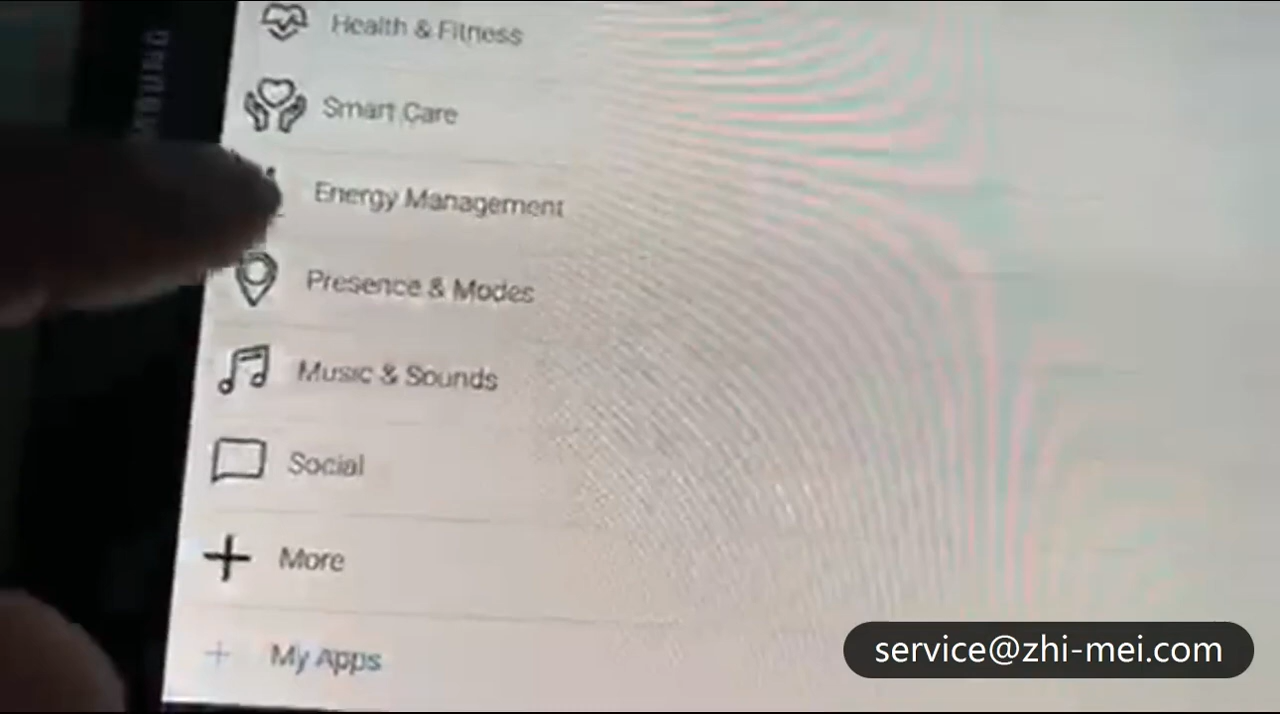 Health & Fitness
Smart Care
Energy Management
Presence & Modes
Music & Sounds
Social
More
My Apps
service@zhi-mei.com